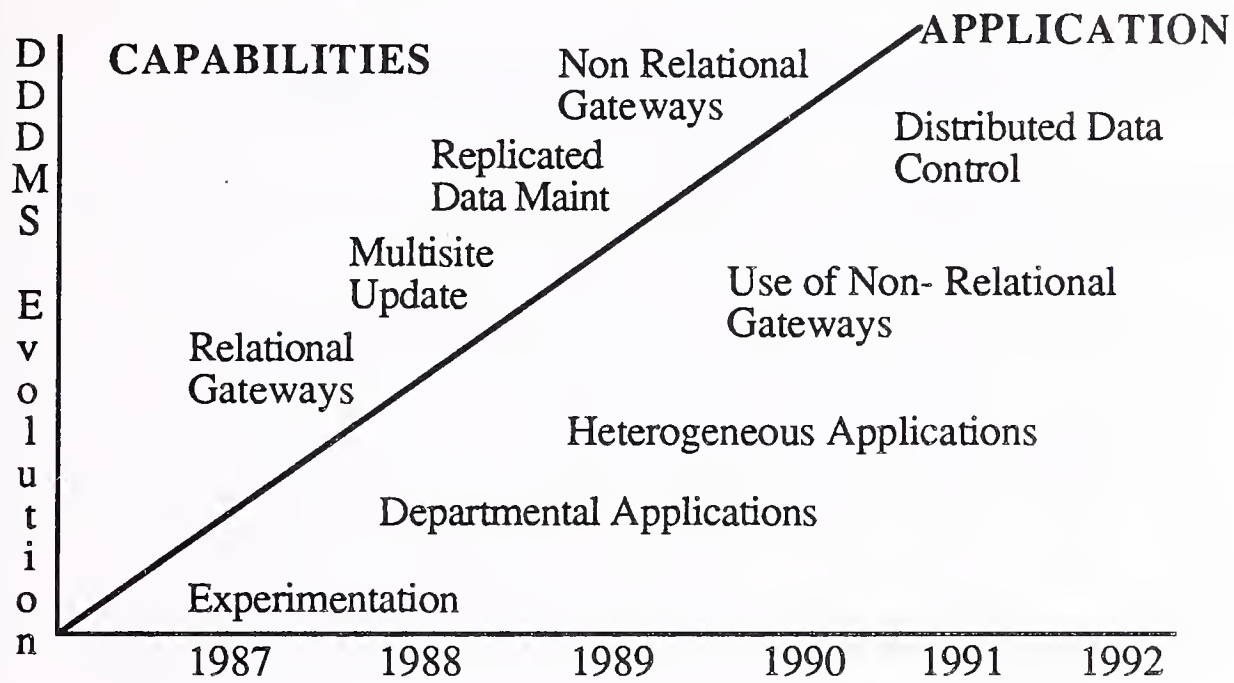 DDDMS Evolution
CAPABILITIES
APPLICATION
Non Relational
Gateways
Distributed Data
Control
Replicated
Data Maint
Multisite
Update
Use of Non- Relational
Gateways
Relational
Gateways
Heterogeneous Applications
Departmental Applications
Experimentation
1987 1988 1989 1990 1991 1992